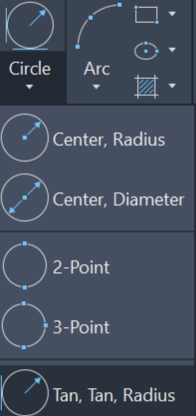 Circle Arc
Center, Radius
Center, Diameter
2-Point
3-Point
Tan, Tan, Radius